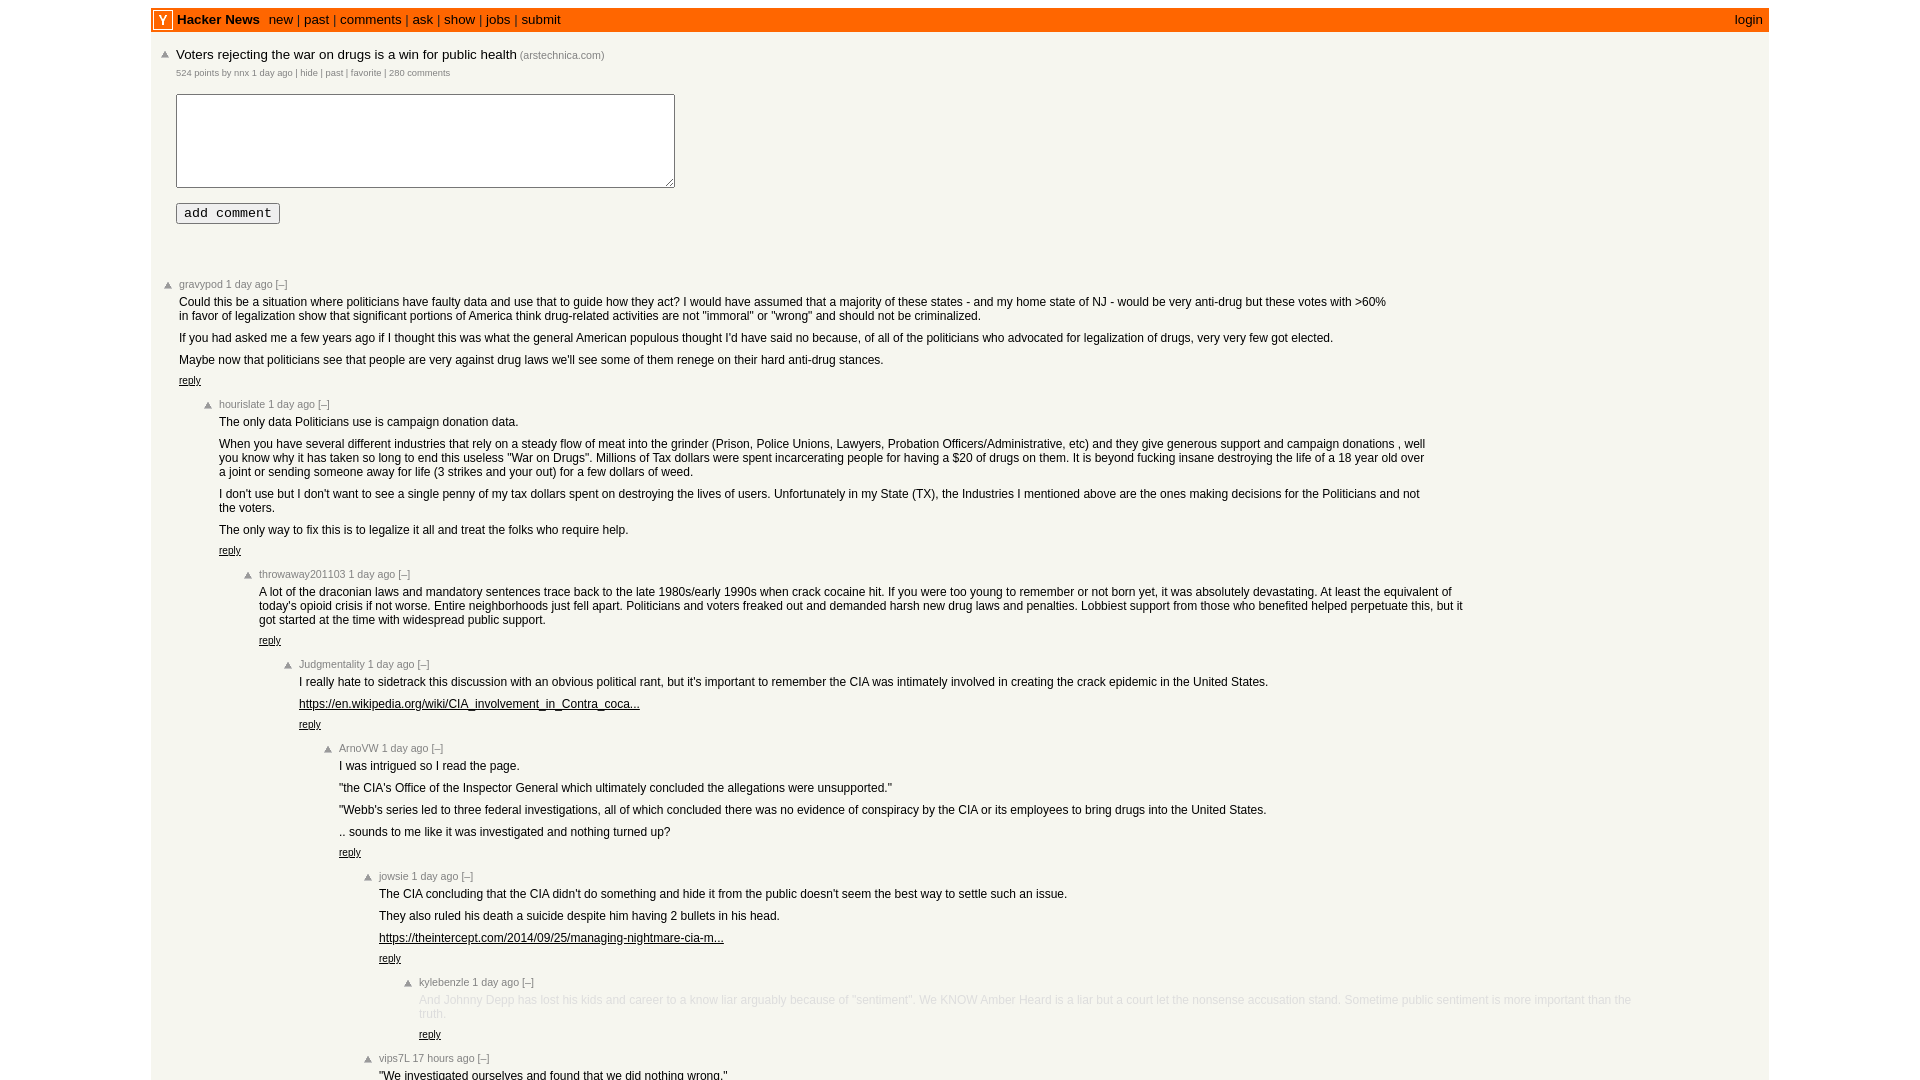 Y Hacker News new | past | comments | ask | show | jobs | submit login
Voters rejecting the war on drugs is a win for public health (arstechnica.com)
524 points by nnx 1 day ago | hide | past | favorite | 280 comments
add comment
gravypod 1 day ago [–]
Could this be a situation where politicians have faulty data and use that to guide how they act? I would have assumed that a majority of these states - and my home state of NJ - would be very anti-drug but these votes with >60%
in favor of legalization show that significant portions of America think drug-related activities are not "immoral" or "wrong" and should not be criminalized.
If you had asked me a few years ago if I thought this was what the general American populous thought I'd have said no because, of all of the politicians who advocated for legalization of drugs, very very few got elected.
Maybe now that politicians see that people are very against drug laws we'll see some of them renege on their hard anti-drug stances.
reply
hourislate 1 day ago [–]
The only data Politicians use is campaign donation data.
When you have several different industries that rely on a steady flow of meat into the grinder (Prison, Police Unions, Lawyers, Probation Officers/Administrative, etc) and they give generous support and campaign donations , well
you know why it has taken so long to end this useless "War on Drugs". Millions of Tax dollars were spent incarcerating people for having a $20 of drugs on them. It is beyond fucking insane destroying the life of a 18 year old over
a joint or sending someone away for life (3 strikes and your out) for a few dollars of weed.
I don't use but I don't want to see a single penny of my tax dollars spent on destroying the lives of users. Unfortunately in my State (TX), the Industries I mentioned above are the ones making decisions for the Politicians and not
the voters.
The only way to fix this is to legalize it all and treat the folks who require help.
reply
throwaway201103 1 day ago [–]
A lot of the draconian laws and mandatory sentences trace back to the late 1980s/early 1990s when crack cocaine hit. If you were too young to remember or not born yet, it was absolutely devastating. At least the equivalent of
today's opioid crisis if not worse. Entire neighborhoods just fell apart. Politicians and voters freaked out and demanded harsh new drug laws and penalties. Lobbiest support from those who benefited helped perpetuate this, but it
got started at the time with widespread public support.
reply
Judgmentality 1 day ago [–]
I really hate to sidetrack this discussion with an obvious political rant, but it's important to remember the CIA was intimately involved in creating the crack epidemic in the United States.
https://en.wikipedia.org/wiki/CIA_involvement_in_Contra_coca...
reply
ArnoVW 1 day ago [–]
I was intrigued so I read the page.
"the CIA's Office of the Inspector General which ultimately concluded the allegations were unsupported."
"Webb's series led to three federal investigations, all of which concluded there was no evidence of conspiracy by the CIA or its employees to bring drugs into the United States.
.. sounds to me like it was investigated and nothing turned up?
reply
jowsie 1 day ago [–]
The CIA concluding that the CIA didn't do something and hide it from the public doesn't seem the best way to settle such an issue.
They also ruled his death a suicide despite him having 2 bullets in his head.
https://theintercept.com/2014/09/25/managing-nightmare-cia-m...
reply
kylebenzle 1 day ago [–]
And Johnny Depp has lost his kids and career to a know liar arguably because of "sentiment". We KNOW Amber Heard is a liar but a court let the nonsense accusation stand. Sometime public sentiment is more important than the
truth.
reply
vips7L 17 hours ago [–]
"We investigated ourselves and found that we did nothing wrong."